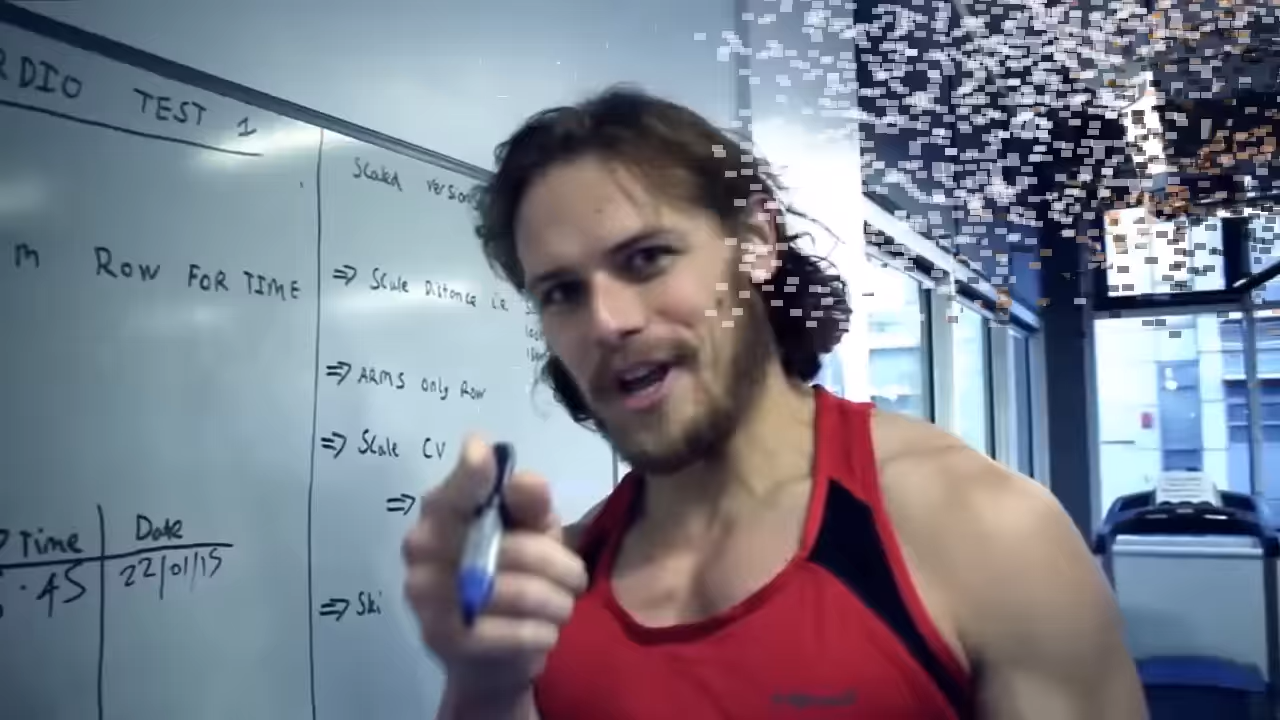 RDIO TEST 1
m Row FOR TIME
Time Date
:45 22/01/15
Scaled version
⇒ Scale Distance i.e
⇒ ARMS only Row
⇒ Scale CV
⇒
⇒ Ski